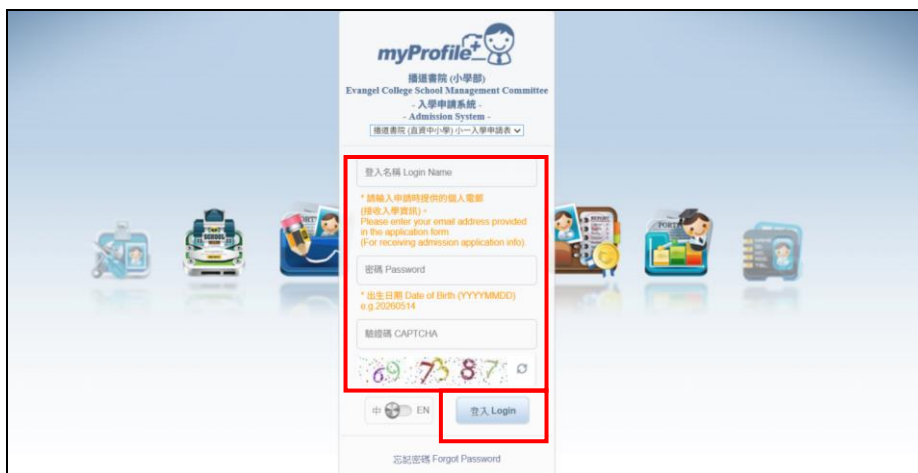 myProfile+
播道書院 (小學部)
Evangel College School Management Committee
- 入學申請系統 -
- Admission System -
播道書院 (直資中小學) 小一入學申請表
登入名稱 Login Name
* 請輸入申請時提供的個人電郵
(接收入學資訊)。
Please enter your email address provided
in the application form
(For receiving admission application info)
密碼 Password
* 出生日期 Date of Birth (YYYYMMDD)
e.g.20260514
驗證碼 CAPTCHA
69 73 87
中 EN
登入 Login
忘記密碼 Forgot Password
SCHOOL
REPORT